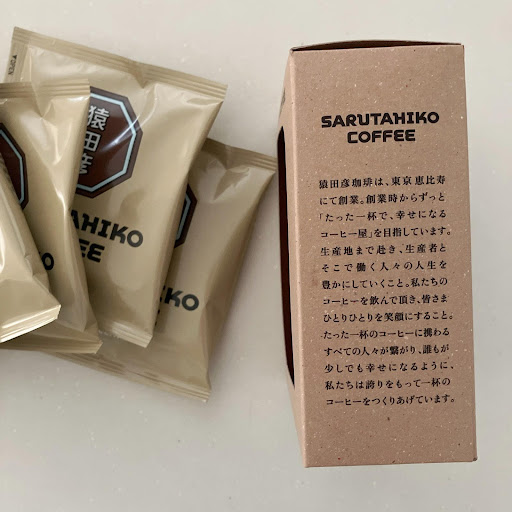 猿
田
彦
SARUTAHIKO
COFFEE
SARUTAHIKO
COFFEE
猿田彦珈琲は、東京恵比寿
にて創業。創業時からずっと
「たった一杯で、幸せになる
コーヒー屋」を目指しています。
生産地まで赴き、生産者と
そこで働く人々の人生を
豊かにしていくこと。私たちの
コーヒーを飲んで頂き、皆さま
ひとりひとりを笑顔にすること。
たった一杯のコーヒーに携わる
すべての人々が繋がり、誰もが
少しでも幸せになるように、
私たちは誇りをもって一杯の
コーヒーをつくりあげています。